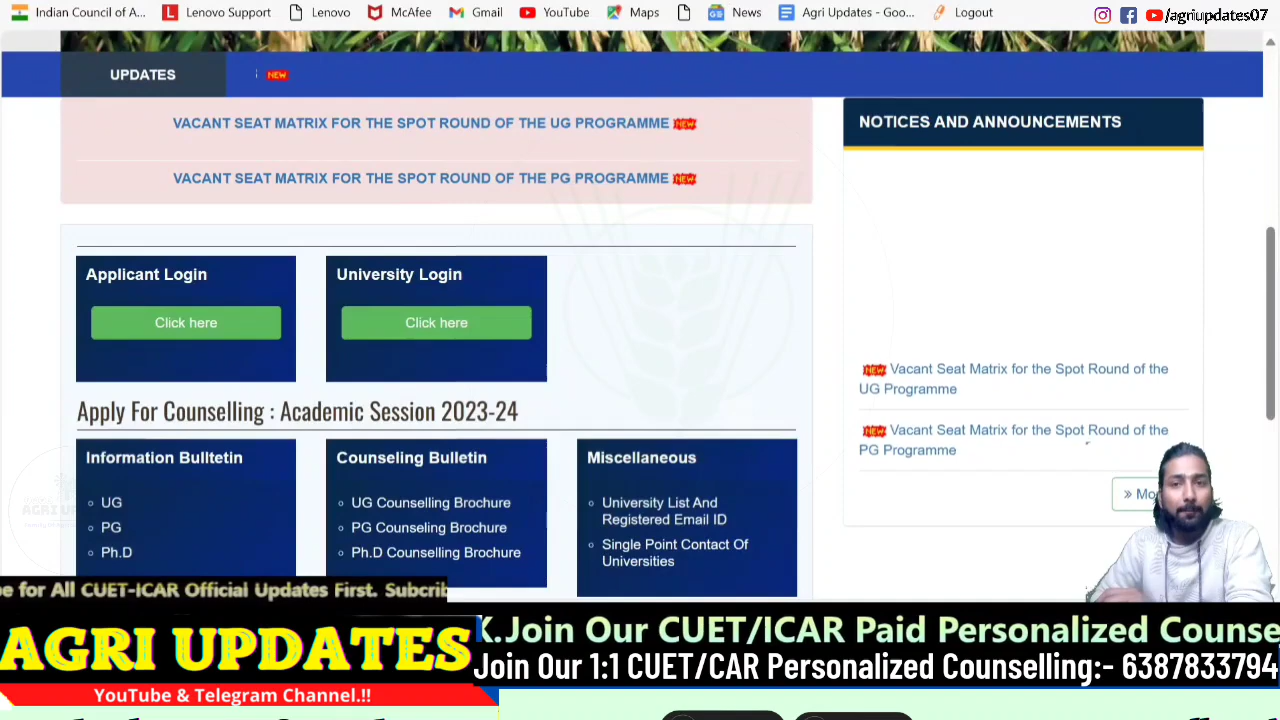 Indian Council of A... Lenovo Support Lenovo McAfee Gmail YouTube Maps News Agri Updates - Goo... Logout
/agriupdates07
UPDATES
NEW
VACANT SEAT MATRIX FOR THE SPOT ROUND OF THE UG PROGRAMME NEW
VACANT SEAT MATRIX FOR THE SPOT ROUND OF THE PG PROGRAMME NEW
NOTICES AND ANNOUNCEMENTS
NEW Vacant Seat Matrix for the Spot Round of the
UG Programme
NEW Vacant Seat Matrix for the Spot Round of the
PG Programme
» Mo
Applicant Login
Click here
University Login
Click here
Apply For Counselling : Academic Session 2023-24
Information Bulltetin
UG
PG
Ph.D
Counseling Bulletin
UG Counselling Brochure
PG Counseling Brochure
Ph.D Counselling Brochure
Miscellaneous
University List And
Registered Email ID
Single Point Contact Of
Universities
e for All CUET-ICAR Official Updates First. Subcrib
AGRI UPDATES
YouTube & Telegram Channel.!!
K.Join Our CUET/ICAR Paid Personalized Counse
Join Our 1:1 CUET/CAR Personalized Counselling:- 6387833794